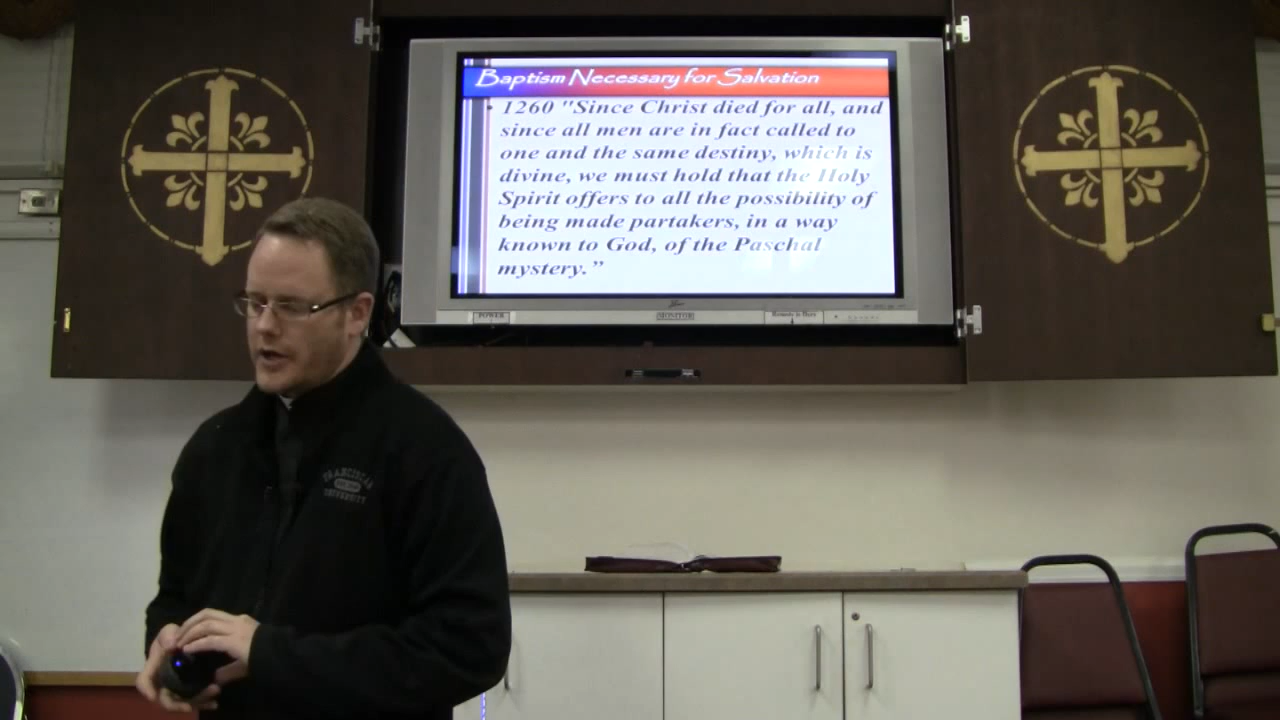 Baptism Necessary for Salvation
• 1260 "Since Christ died for all, and
since all men are in fact called to
one and the same destiny, which is
divine, we must hold that the Holy
Spirit offers to all the possibility of
being made partakers, in a way
known to God, of the Paschal
mystery.”
POWER
MONITOR
FRANCISCAN
UNIVERSITY